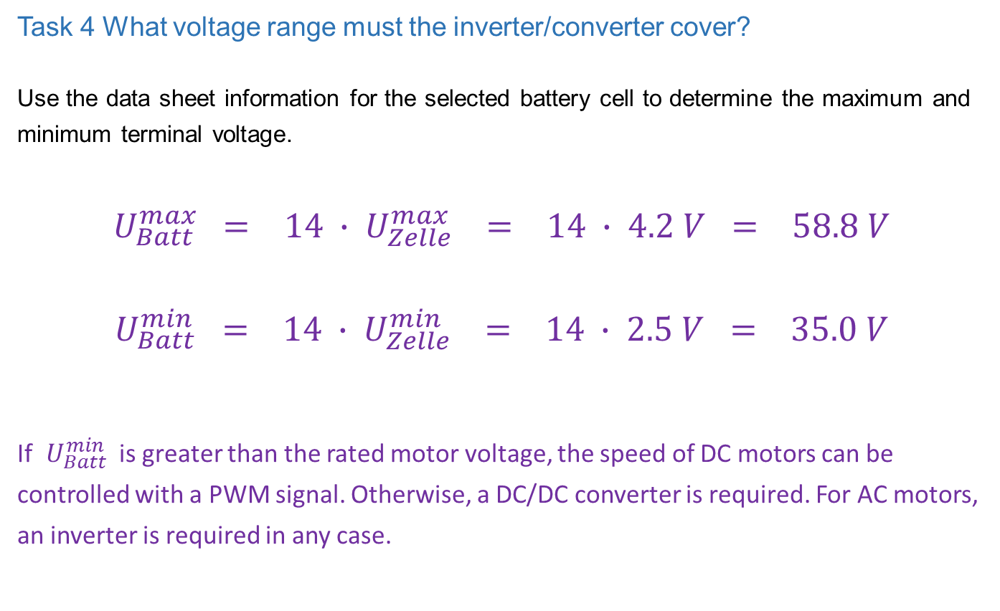 Task 4 What voltage range must the inverter/converter cover?
Use the data sheet information for the selected battery cell to determine the maximum and
minimum terminal voltage.
U_{Batt}^{max} = 14 · U_{Zelle}^{max} = 14 · 4.2 V = 58.8 V
U_{Batt}^{min} = 14 · U_{Zelle}^{min} = 14 · 2.5 V = 35.0 V
If U_{Batt}^{min} is greater than the rated motor voltage, the speed of DC motors can be
controlled with a PWM signal. Otherwise, a DC/DC converter is required. For AC motors,
an inverter is required in any case.